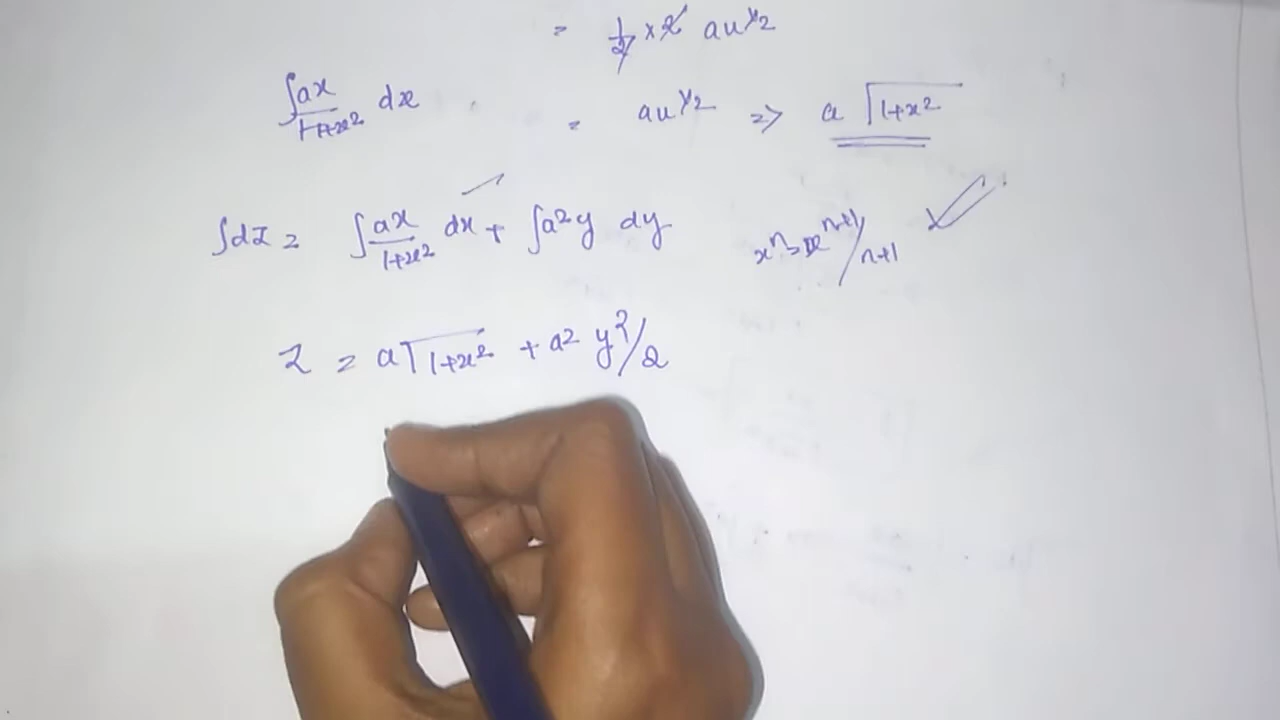 = 1/2 × 2 au^1/2
∫ax/1+x² dx = au^1/2 => a √1+x²
∫dz = ∫ax/1+x² dx + ∫a²y dy x^n = x^n+1/n+1
z = a√1+x² + a² y²/2